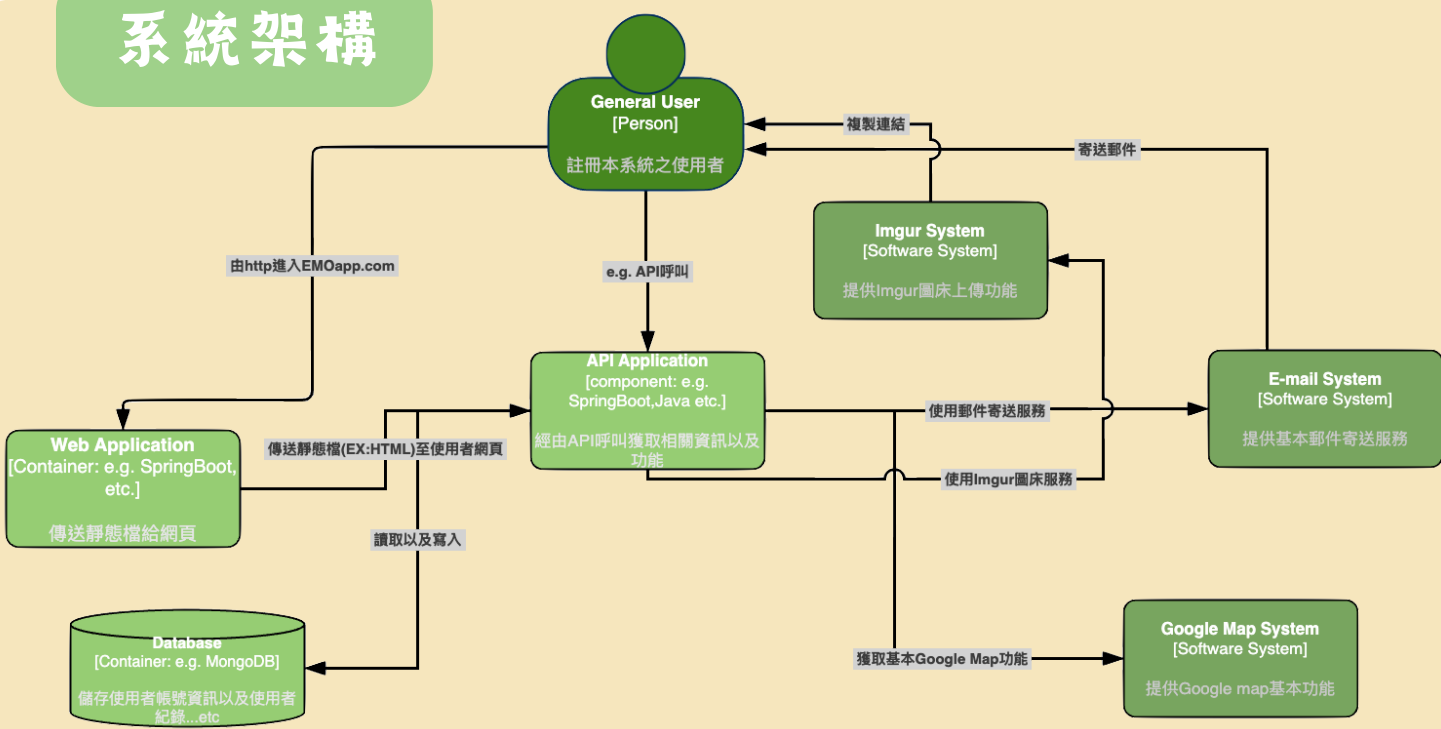 系統架構
General User
[Person]
註冊本系統之使用者
複製連結
寄送郵件
Imgur System
[Software System]
提供Imgur圖床上傳功能
由http進入EMOapp.com
e.g. API呼叫
API Application
[component: e.g.
SpringBoot,Java etc.]
經由API呼叫獲取相關資訊以及
功能
E-mail System
[Software System]
提供基本郵件寄送服務
使用郵件寄送服務
Web Application
[Container: e.g. SpringBoot,
etc.]
傳送靜態檔給網頁
傳送靜態檔(EX:HTML)至使用者網頁
使用Imgur圖床服務
讀取以及寫入
Database
[Container: e.g. MongoDB]
儲存使用者帳號資訊以及使用者
紀錄...etc
獲取基本Google Map功能
Google Map System
[Software System]
提供Google map基本功能